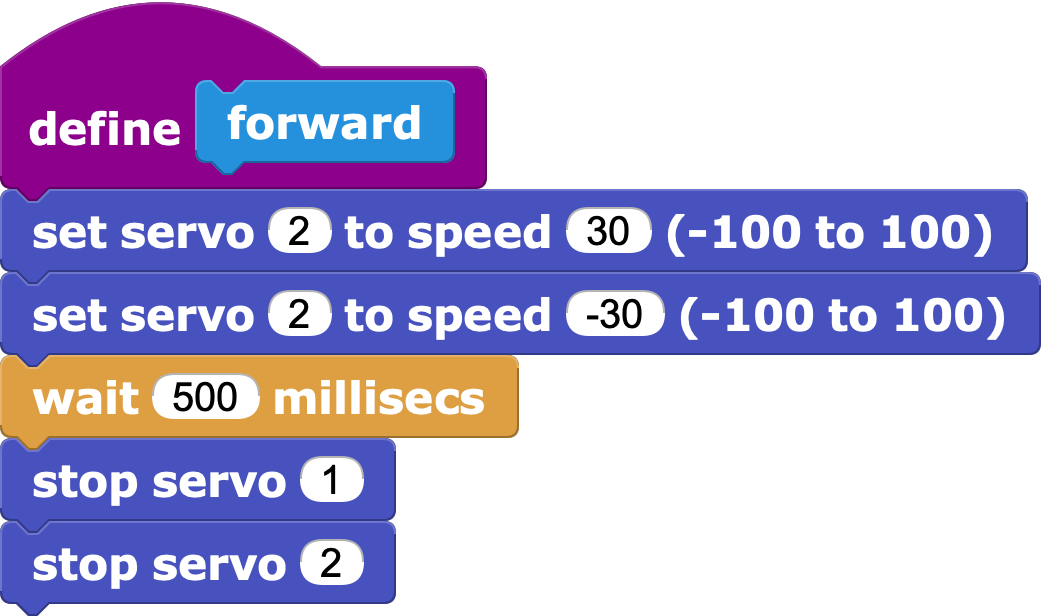 define forward
set servo 2 to speed 30 (-100 to 100)
set servo 2 to speed -30 (-100 to 100)
wait 500 millisecs
stop servo 1
stop servo 2